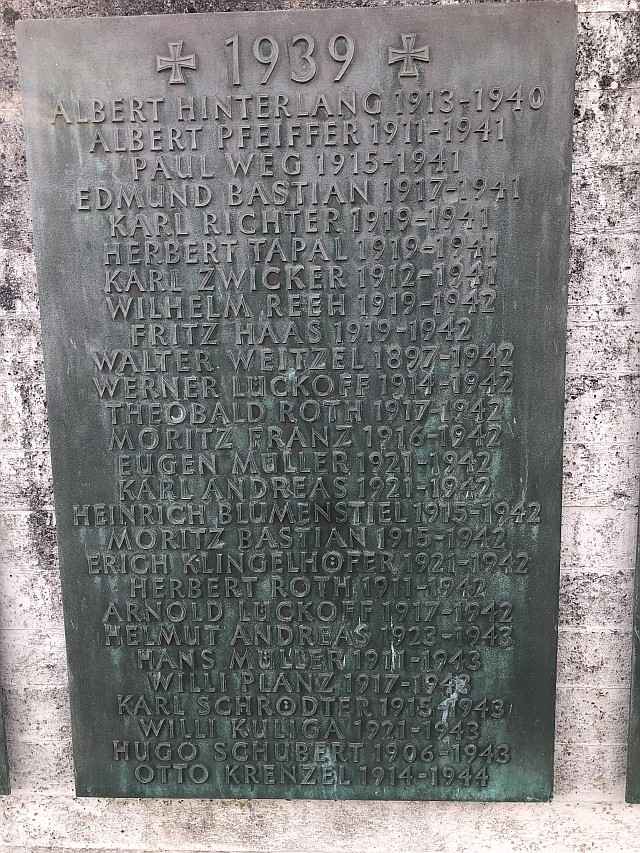 1939
ALBERT HINTERLANG 1913-1940
ALBERT PFEIFFER 1911-1941
PAUL WEG 1915-1941
EDMUND BASTIAN 1917-1941
KARL RICHTER 1919-1941
HERBERT TAPAL 1919-1941
KARL ZWICKER 1912-1941
WILHELM REEH 1919-1942
FRITZ HAAS 1919-1942
WALTER WEITZEL 1897-1942
WERNER LUCKOFF 1914-1942
THEOBALD ROTH 1917-1942
MORITZ FRANZ 1916-1942
EUGEN MÜLLER 1921-1942
KARL ANDREAS 1921-1942
HEINRICH BLUMENSTIEL 1915-1942
MORITZ BASTIAN 1915-1942
ERICH KLINGELHÖFER 1921-1942
HERBERT ROTH 1911-1942
ARNOLD LUCKOFF 1917-1942
HELMUT ANDREAS 1923-1943
HANS MÜLLER 1911-1943
WILLI PLANZ 1917-1943
KARL SCHRÖDTER 1915-1943
WILLI KULIGA 1921-1943
HUGO SCHUBERT 1906-1943
OTTO KRENZEL 1914-1944